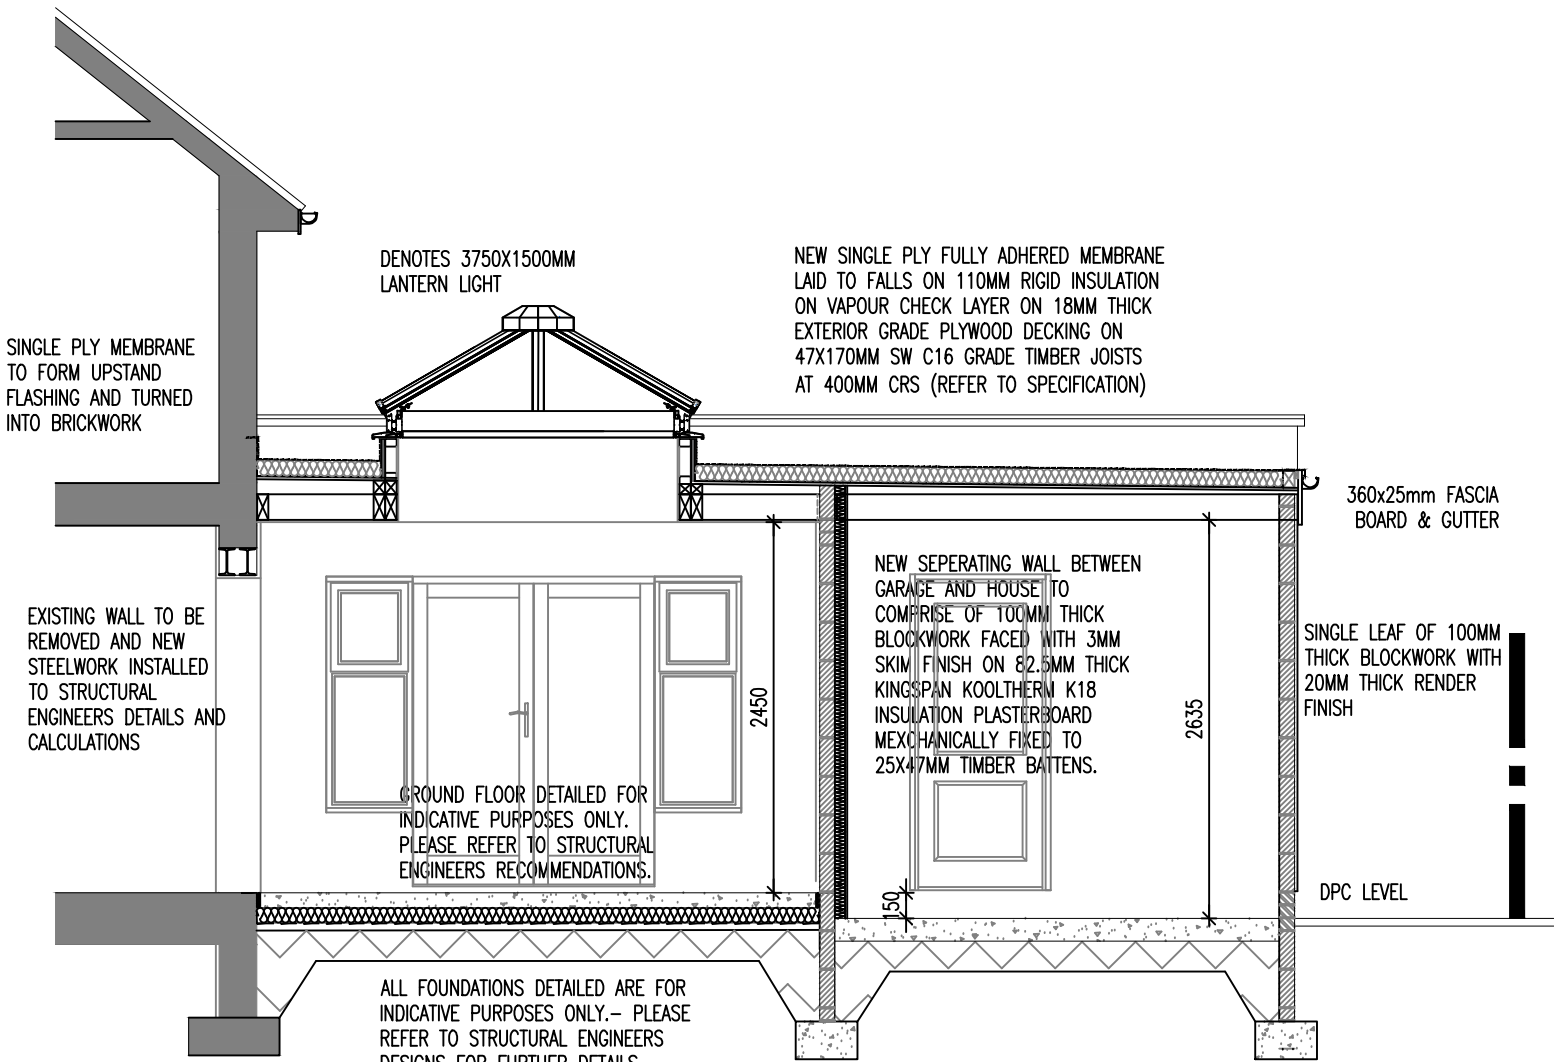 DENOTES 3750X1500MM
LANTERN LIGHT
NEW SINGLE PLY FULLY ADHERED MEMBRANE
LAID TO FALLS ON 110MM RIGID INSULATION
ON VAPOUR CHECK LAYER ON 18MM THICK
EXTERIOR GRADE PLYWOOD DECKING ON
47X170MM SW C16 GRADE TIMBER JOISTS
AT 400MM CRS (REFER TO SPECIFICATION)
SINGLE PLY MEMBRANE
TO FORM UPSTAND
FLASHING AND TURNED
INTO BRICKWORK
360x25mm FASCIA
BOARD & GUTTER
NEW SEPERATING WALL BETWEEN
GARAGE AND HOUSE TO
COMPRISE OF 100MM THICK
BLOCKWORK FACED WITH 3MM
SKIM FINISH ON 82.5MM THICK
KINGSPAN KOOLTHERM K18
INSULATION PLASTERBOARD
MEXCHANICALLY FIXED TO
25X47MM TIMBER BATTENS.
EXISTING WALL TO BE
REMOVED AND NEW
STEELWORK INSTALLED
TO STRUCTURAL
ENGINEERS DETAILS AND
CALCULATIONS
SINGLE LEAF OF 100MM
THICK BLOCKWORK WITH
20MM THICK RENDER
FINISH
2450
2635
GROUND FLOOR DETAILED FOR
INDICATIVE PURPOSES ONLY.
PLEASE REFER TO STRUCTURAL
ENGINEERS RECOMMENDATIONS.
150
DPC LEVEL
ALL FOUNDATIONS DETAILED ARE FOR
INDICATIVE PURPOSES ONLY.– PLEASE
REFER TO STRUCTURAL ENGINEERS
DESIGNS FOR FURTHER DETAILS